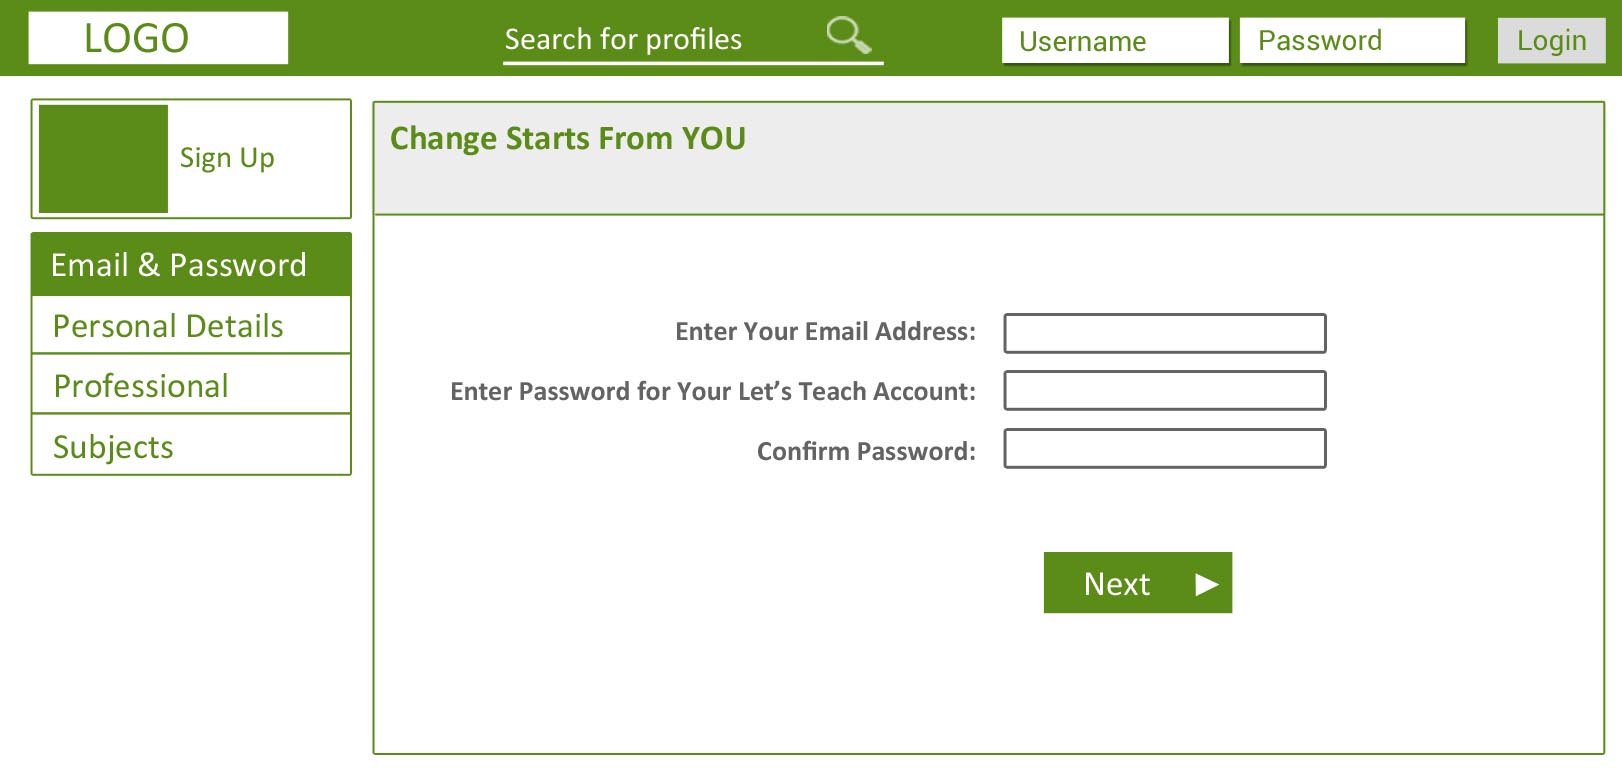 LOGO
Search for profiles
Username
Password
Login
Sign Up
Email & Password
Personal Details
Professional
Subjects
Change Starts From YOU
Enter Your Email Address:
Enter Password for Your Let’s Teach Account:
Confirm Password:
Next